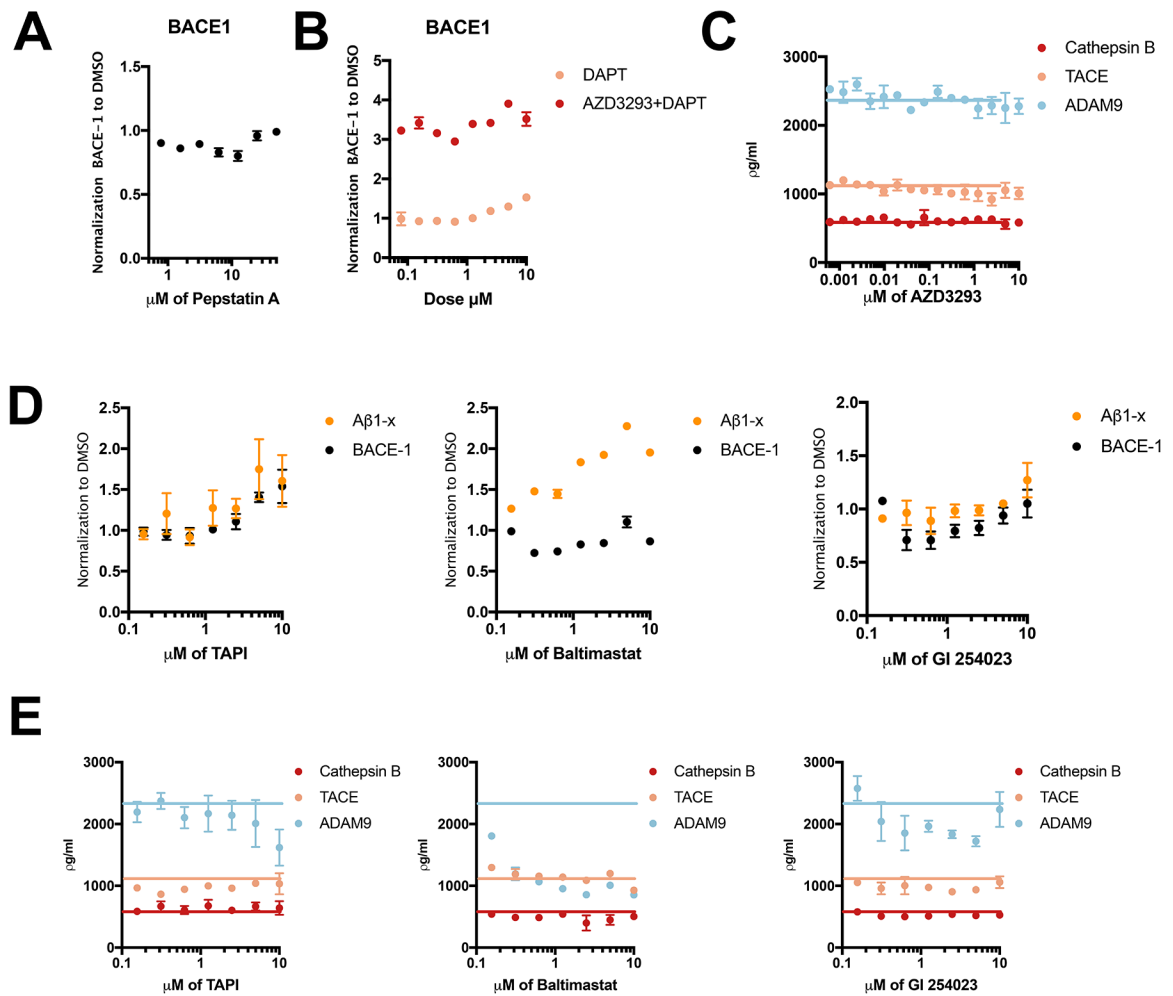 A
BACE1
Normalization BACE-1 to DMSO
1.5
1.0
0.5
0.0
1
10
μM of Pepstatin A
B
BACE1
Normalization BACE-1 to DMSO
5
4
3
2
1
0
0.1
1
10
Dose μM
DAPT
AZD3293+DAPT
C
ρg/ml
3000
2000
1000
0
0.001
0.01
0.1
1
10
μM of AZD3293
Cathepsin B
TACE
ADAM9
D
Normalization to DMSO
2.5
2.0
1.5
1.0
0.5
0.0
0.1
1
10
μM of TAPI
Aβ1-x
BACE-1
Normalization to DMSO
2.5
2.0
1.5
1.0
0.5
0.0
0.1
1
10
μM of Baltimastat
Aβ1-x
BACE-1
Normalization to DMSO
2.0
1.5
1.0
0.5
0.0
0.1
1
10
μM of GI 254023
Aβ1-x
BACE-1
E
ρg/ml
3000
2000
1000
0
0.1
1
10
μM of TAPI
Cathepsin B
TACE
ADAM9
ρg/ml
3000
2000
1000
0
0.1
1
10
μM of Baltimastat
Cathepsin B
TACE
ADAM9
ρg/ml
3000
2000
1000
0
0.1
1
10
μM of GI 254023
Cathepsin B
TACE
ADAM9